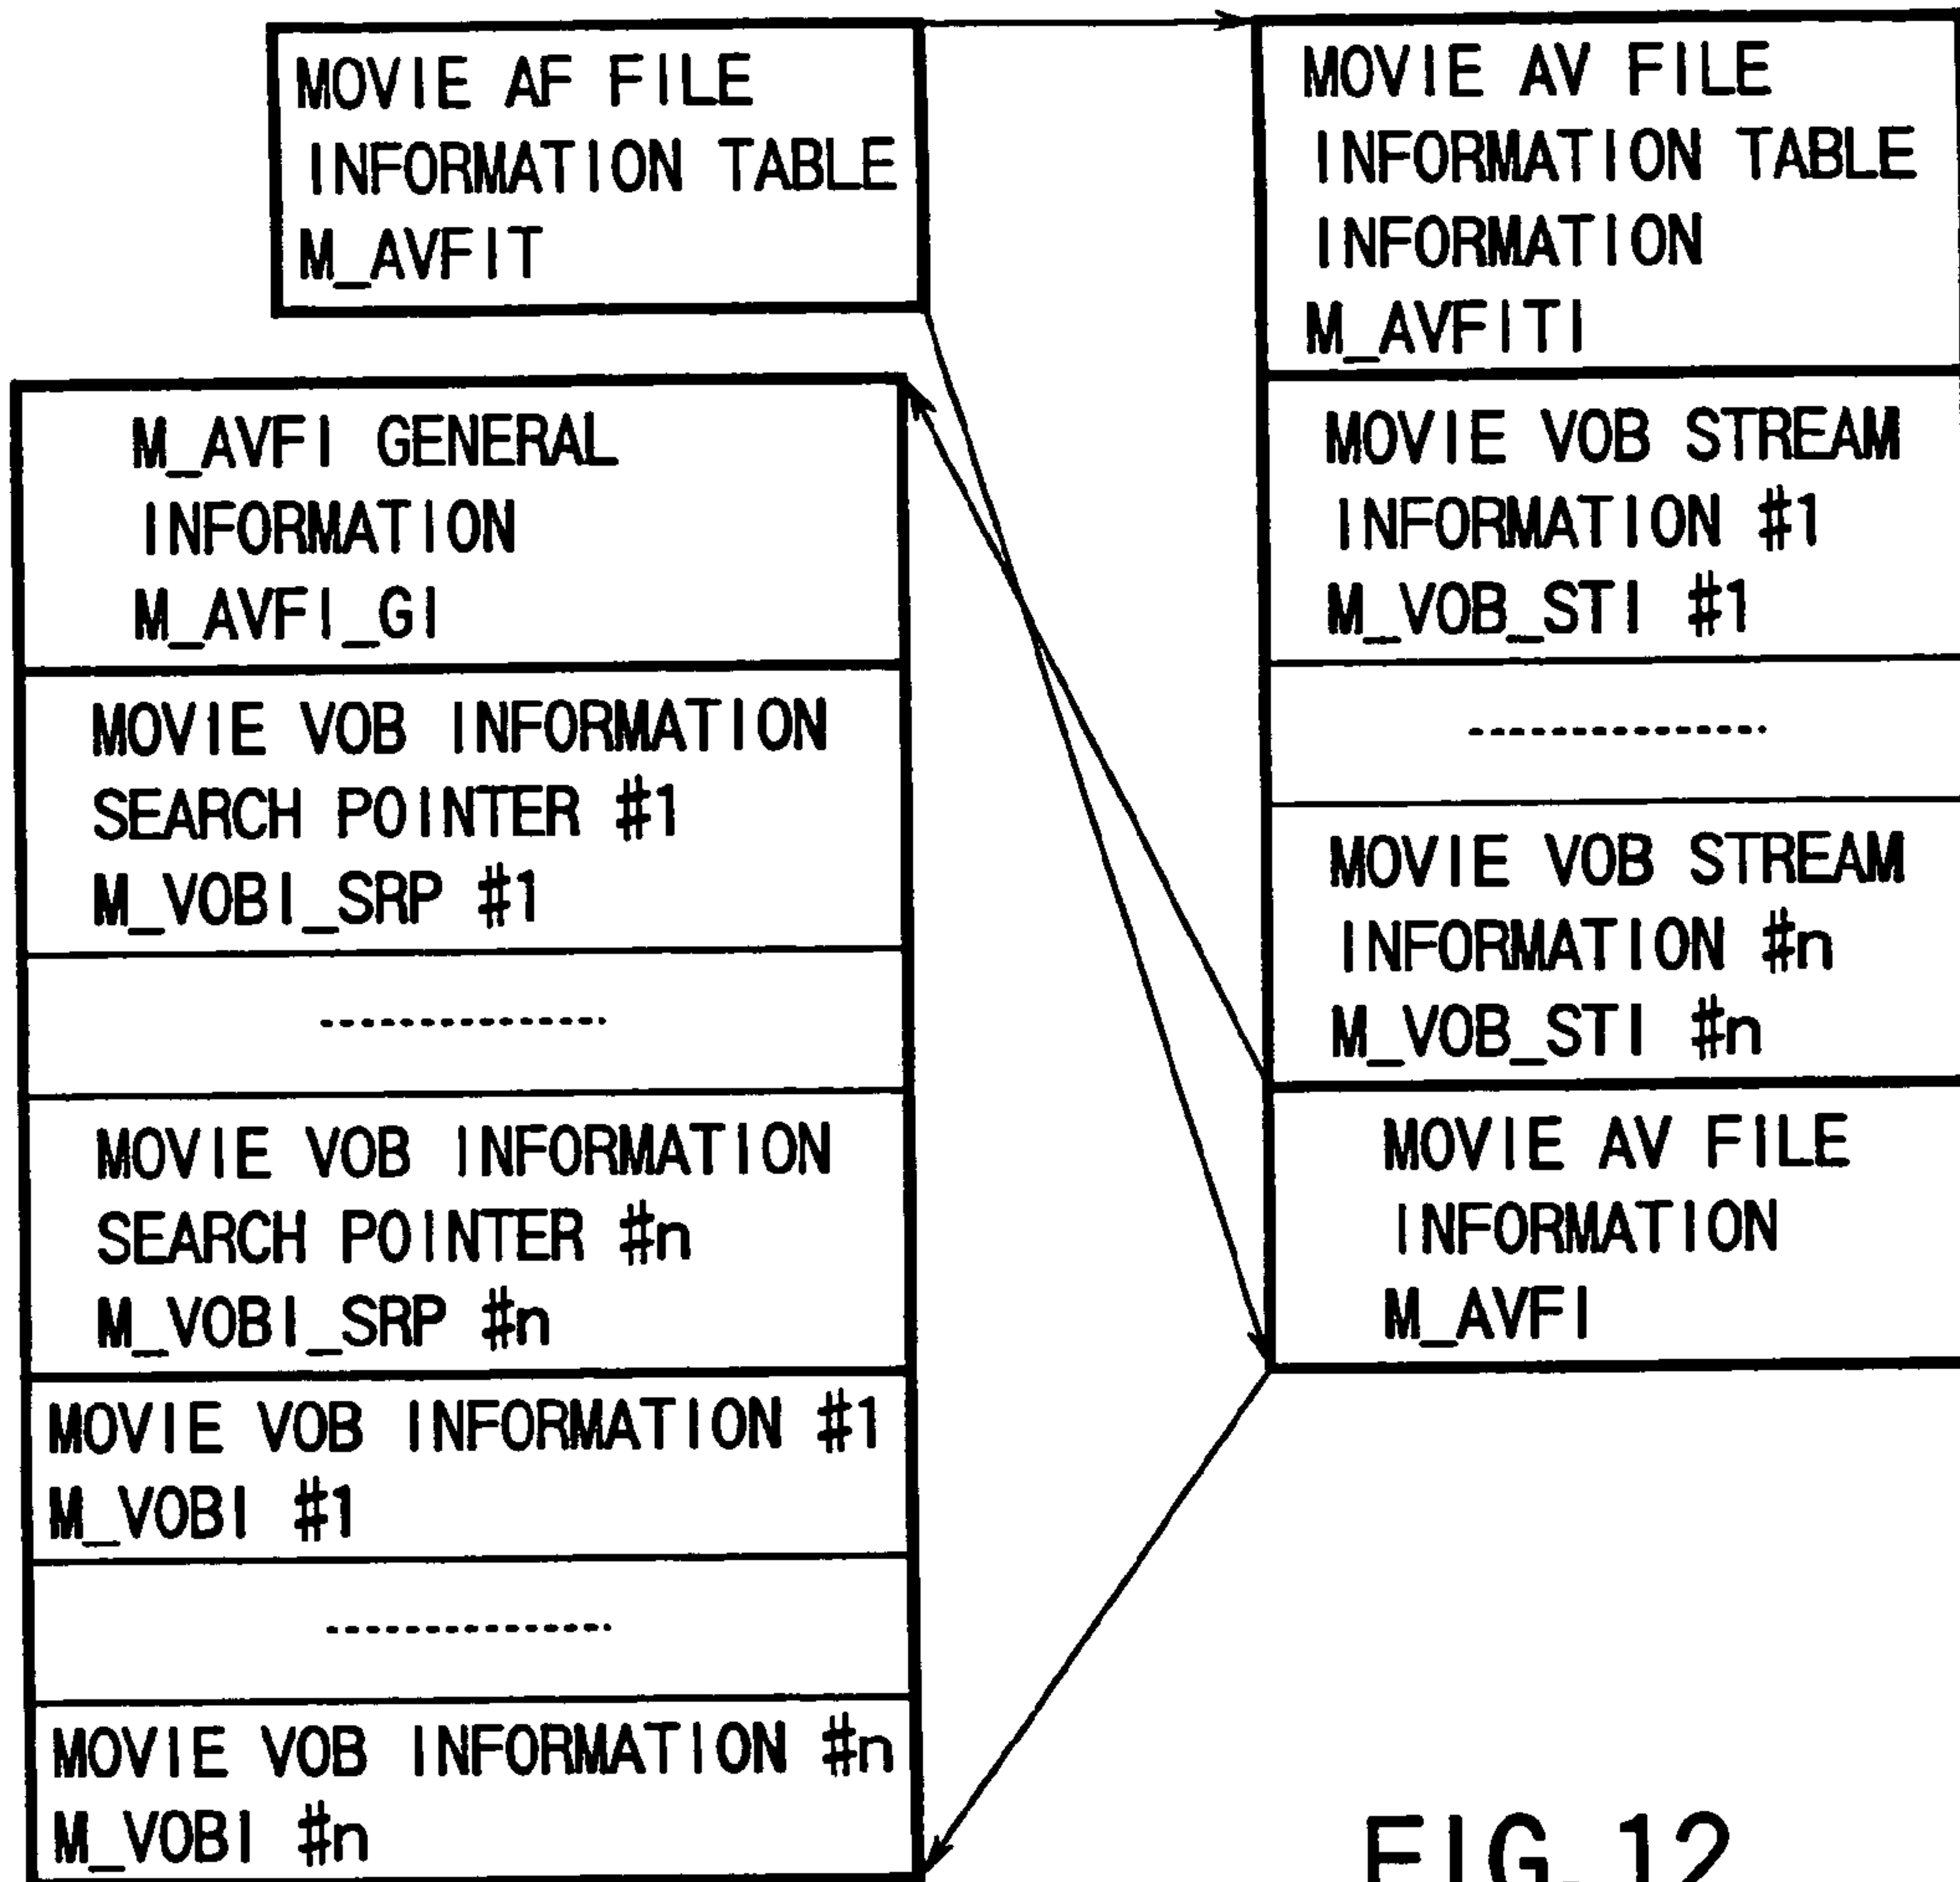 MOVIE AF FILE
INFORMATION TABLE
M_AVFIT
MOVIE AV FILE
INFORMATION TABLE
INFORMATION
M_AVFITI
MOVIE VOB STREAM
INFORMATION #1
M_VOB_STI #1
MOVIE VOB STREAM
INFORMATION #n
M_VOB_STI #n
MOVIE AV FILE
INFORMATION
M_AVFI
M_AVFI GENERAL
INFORMATION
M_AVFI_GI
MOVIE VOB INFORMATION
SEARCH POINTER #1
M_VOBI_SRP #1
MOVIE VOB INFORMATION
SEARCH POINTER #n
M_VOBI_SRP #n
MOVIE VOB INFORMATION #1
M_VOBI #1
MOVIE VOB INFORMATION #n
M_VOBI #n
FIG. 12